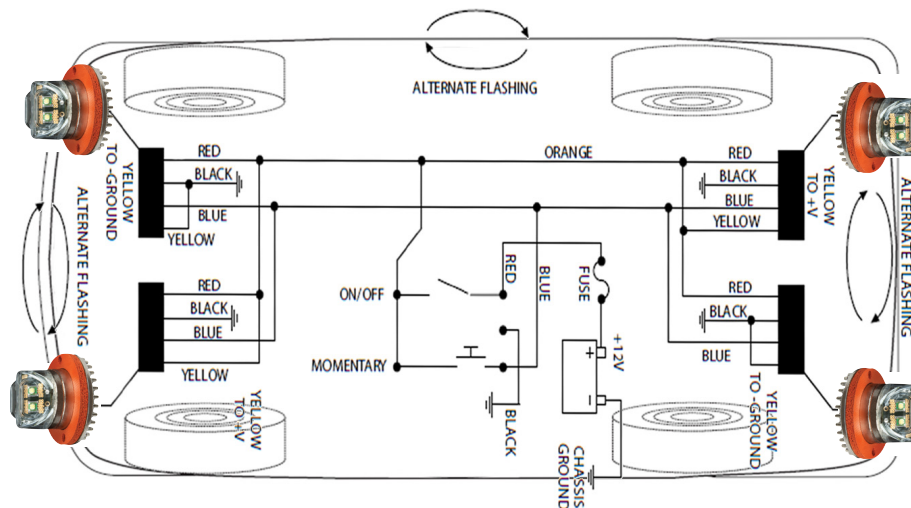 ALTERNATE FLASHING
RED
BLACK
BLUE
YELLOW
YELLOW
TO -GROUND
ORANGE
RED
BLACK
BLUE
YELLOW
YELLOW
TO +V
ALTERNATE FLASHING
ALTERNATE FLASHING
RED
BLACK
BLUE
YELLOW
YELLOW
TO +V
ON/OFF
MOMENTARY
RED
BLUE
BLACK
FUSE
+12V
+
-
CHASSIS
GROUND
RED
BLACK
BLUE
YELLOW
TO -GROUND